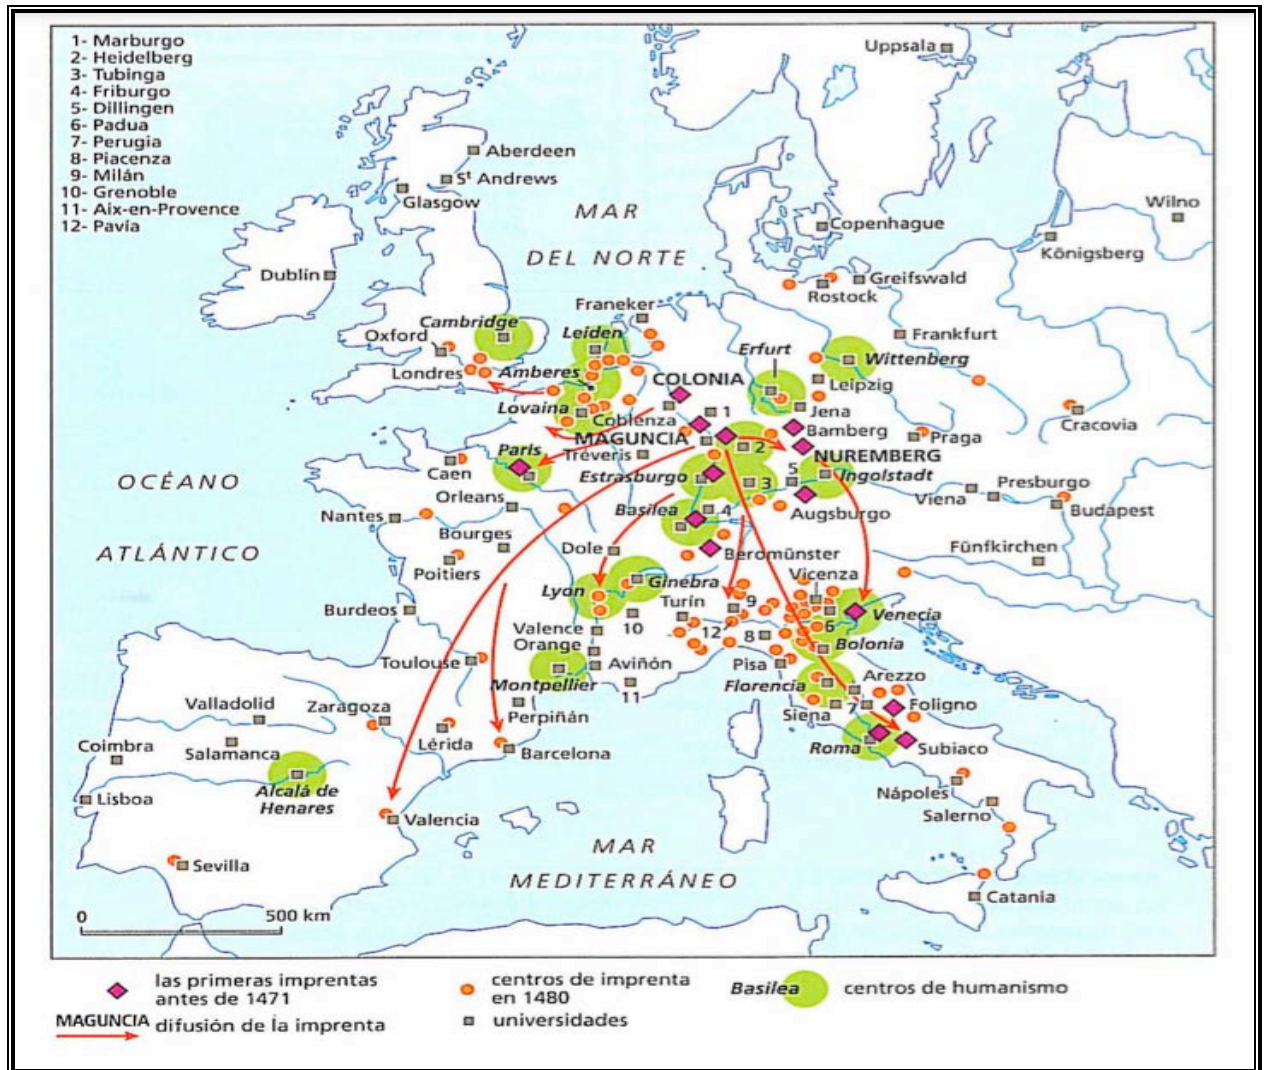 1- Marburgo
2- Heidelberg
3- Tubinga
4- Friburgo
5- Dillingen
6- Padua
7- Perugia
8- Piacenza
9- Milán
10- Grenoble
11- Aix-en-Provence
12- Pavía
Uppsala
Aberdeen
St Andrews
Glasgow
MAR
DEL NORTE
Copenhague
Wilno
Königsberg
Dublín
Greifswald
Rostock
Franeker
Cambridge
Oxford
Leiden
Frankfurt
Erfurt
Wittenberg
Londres
Amberes
COLONIA
Leipzig
Lovaina
Coblenza
1
Jena
Cracovia
MAGUNCIA
2
Bamberg
Praga
Tréveris
NUREMBERG
París
Caen
Estrasburgo
3
5
Ingolstadt
OCÉANO
ATLÁNTICO
Orleans
Viena
Presburgo
Budapest
Nantes
Basilea
4
Augsburgo
Bourges
Dole
Beromünster
Fünfkirchen
Poitiers
Ginebra
Vicenza
Lyon
Burdeos
Turín
9
Venecia
10
12
8
6
Valence
Orange
Bolonia
Toulouse
Aviñón
Pisa
Montpellier
11
Florencia
Arezzo
Valladolid
Zaragoza
Perpiñán
Siena
7
Foligno
Coimbra
Salamanca
Lérida
Barcelona
Roma
Subiaco
Alcalá de
Henares
Nápoles
Lisboa
Valencia
Salerno
Sevilla
MAR
MEDITERRÁNEO
Catania
0 500 km
las primeras imprentas
antes de 1471
centros de imprenta
en 1480
Basilea centros de humanismo
MAGUNCIA difusión de la imprenta
universidades